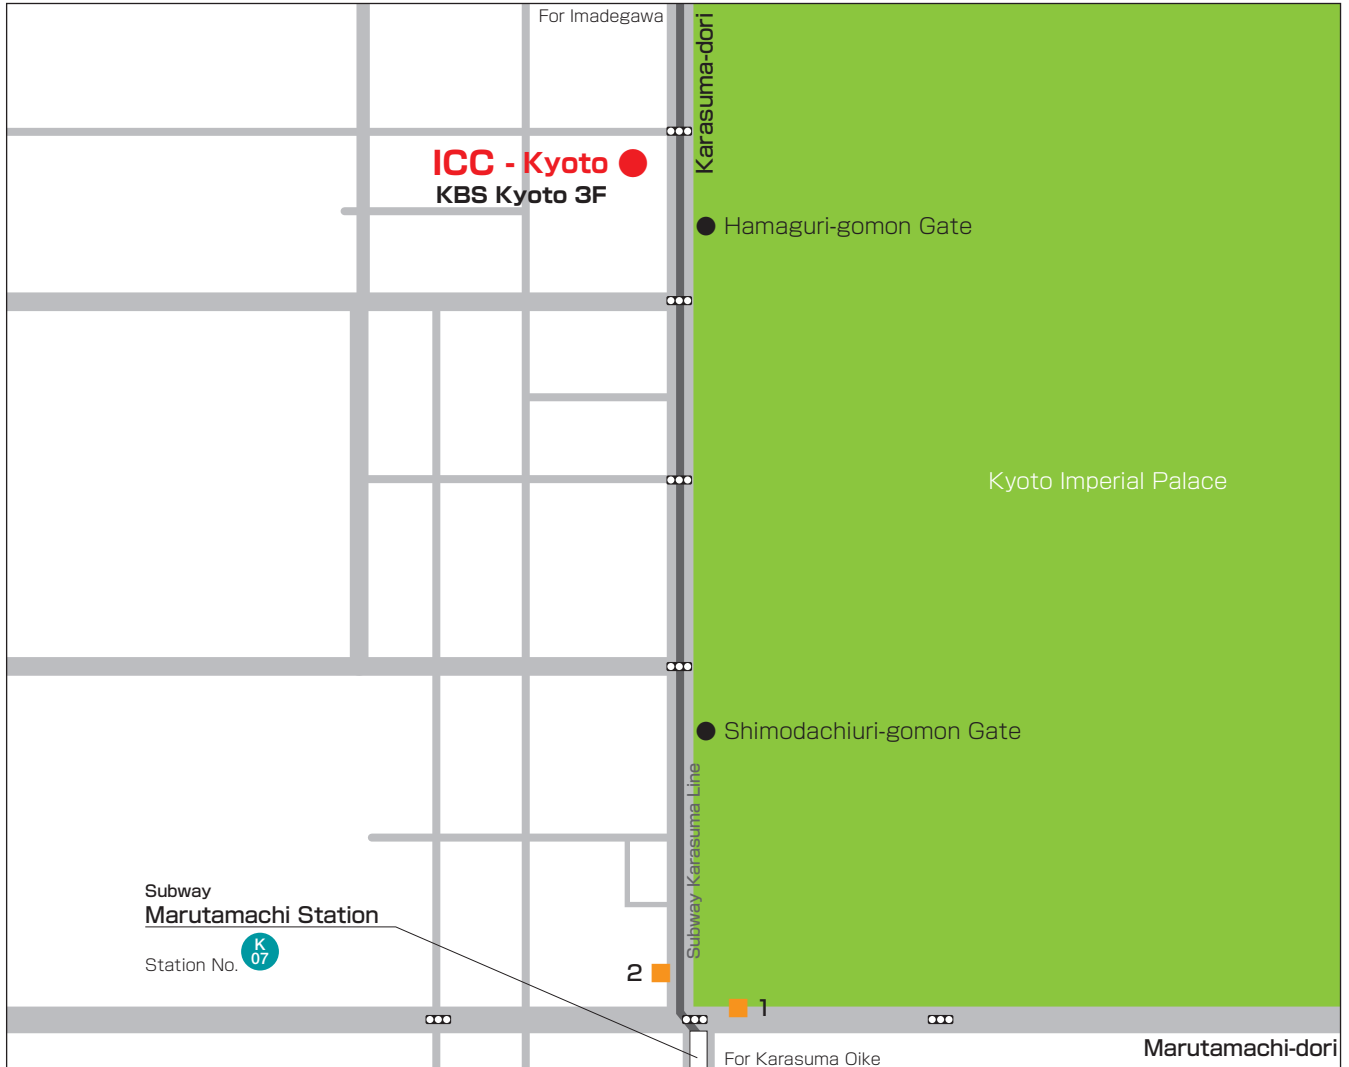 For Imadegawa
Karasuma-dori
ICC - Kyoto
KBS Kyoto 3F
Hamaguri-gomon Gate
Kyoto Imperial Palace
Shimodachiuri-gomon Gate
Subway Karasuma Line
Subway
Marutamachi Station
Station No.
K
07
2
1
Marutamachi-dori
For Karasuma Oike